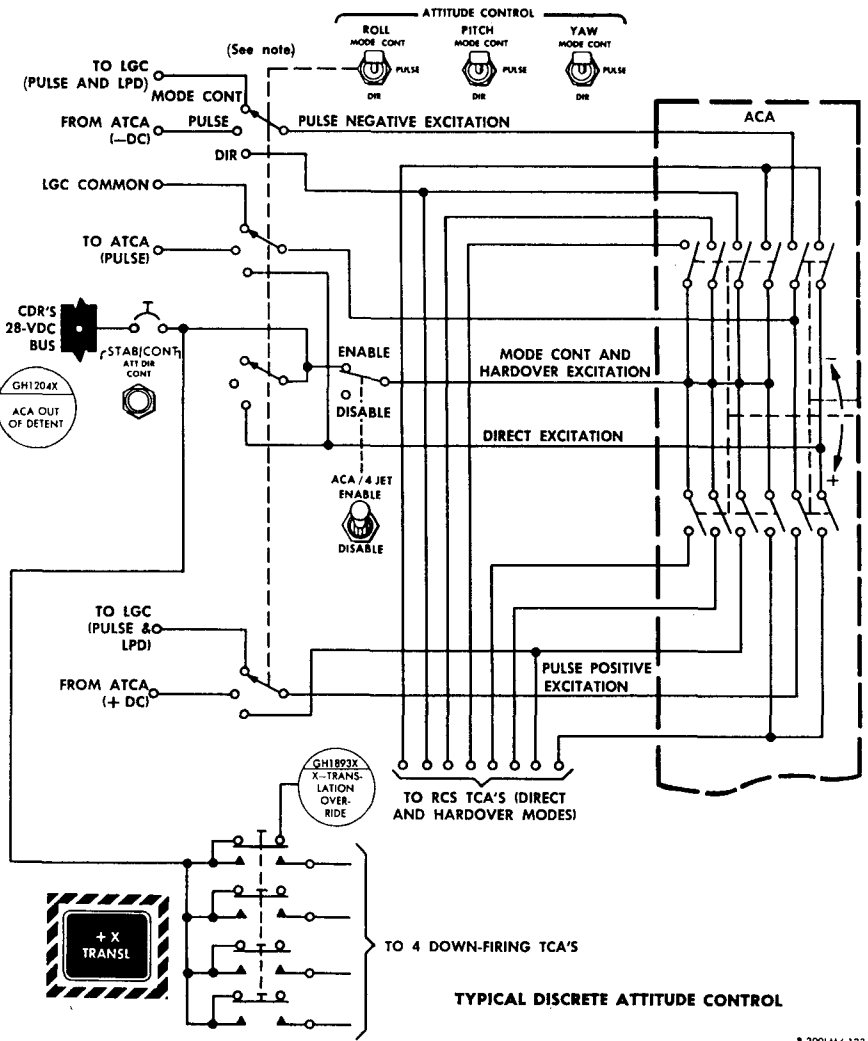 ATTITUDE CONTROL
ROLL
MODE CONT
PULSE
DIR
PITCH
MODE CONT
PULSE
DIR
YAW
MODE CONT
PULSE
DIR
(See note)
TO LGC
(PULSE AND LPD)
MODE CONT
FROM ATCA
(—DC)
PULSE
PULSE NEGATIVE EXCITATION
ACA
DIR
LGC COMMON
TO ATCA
(PULSE)
CDR'S
28-VDC
BUS
STAB/CONT
ATT DIR
CONT
GH1204X
ACA OUT
OF DETENT
ENABLE
DISABLE
MODE CONT AND
HARDOVER EXCITATION
DIRECT EXCITATION
−
+
ACA / 4 JET
ENABLE
DISABLE
TO LGC
(PULSE &
LPD)
FROM ATCA
(+ DC)
PULSE POSITIVE
EXCITATION
GH1893X
X-TRANS-
LATION
OVER-
RIDE
TO RCS TCA'S (DIRECT
AND HARDOVER MODES)
+ X
TRANSL
TO 4 DOWN-FIRING TCA'S
TYPICAL DISCRETE ATTITUDE CONTROL